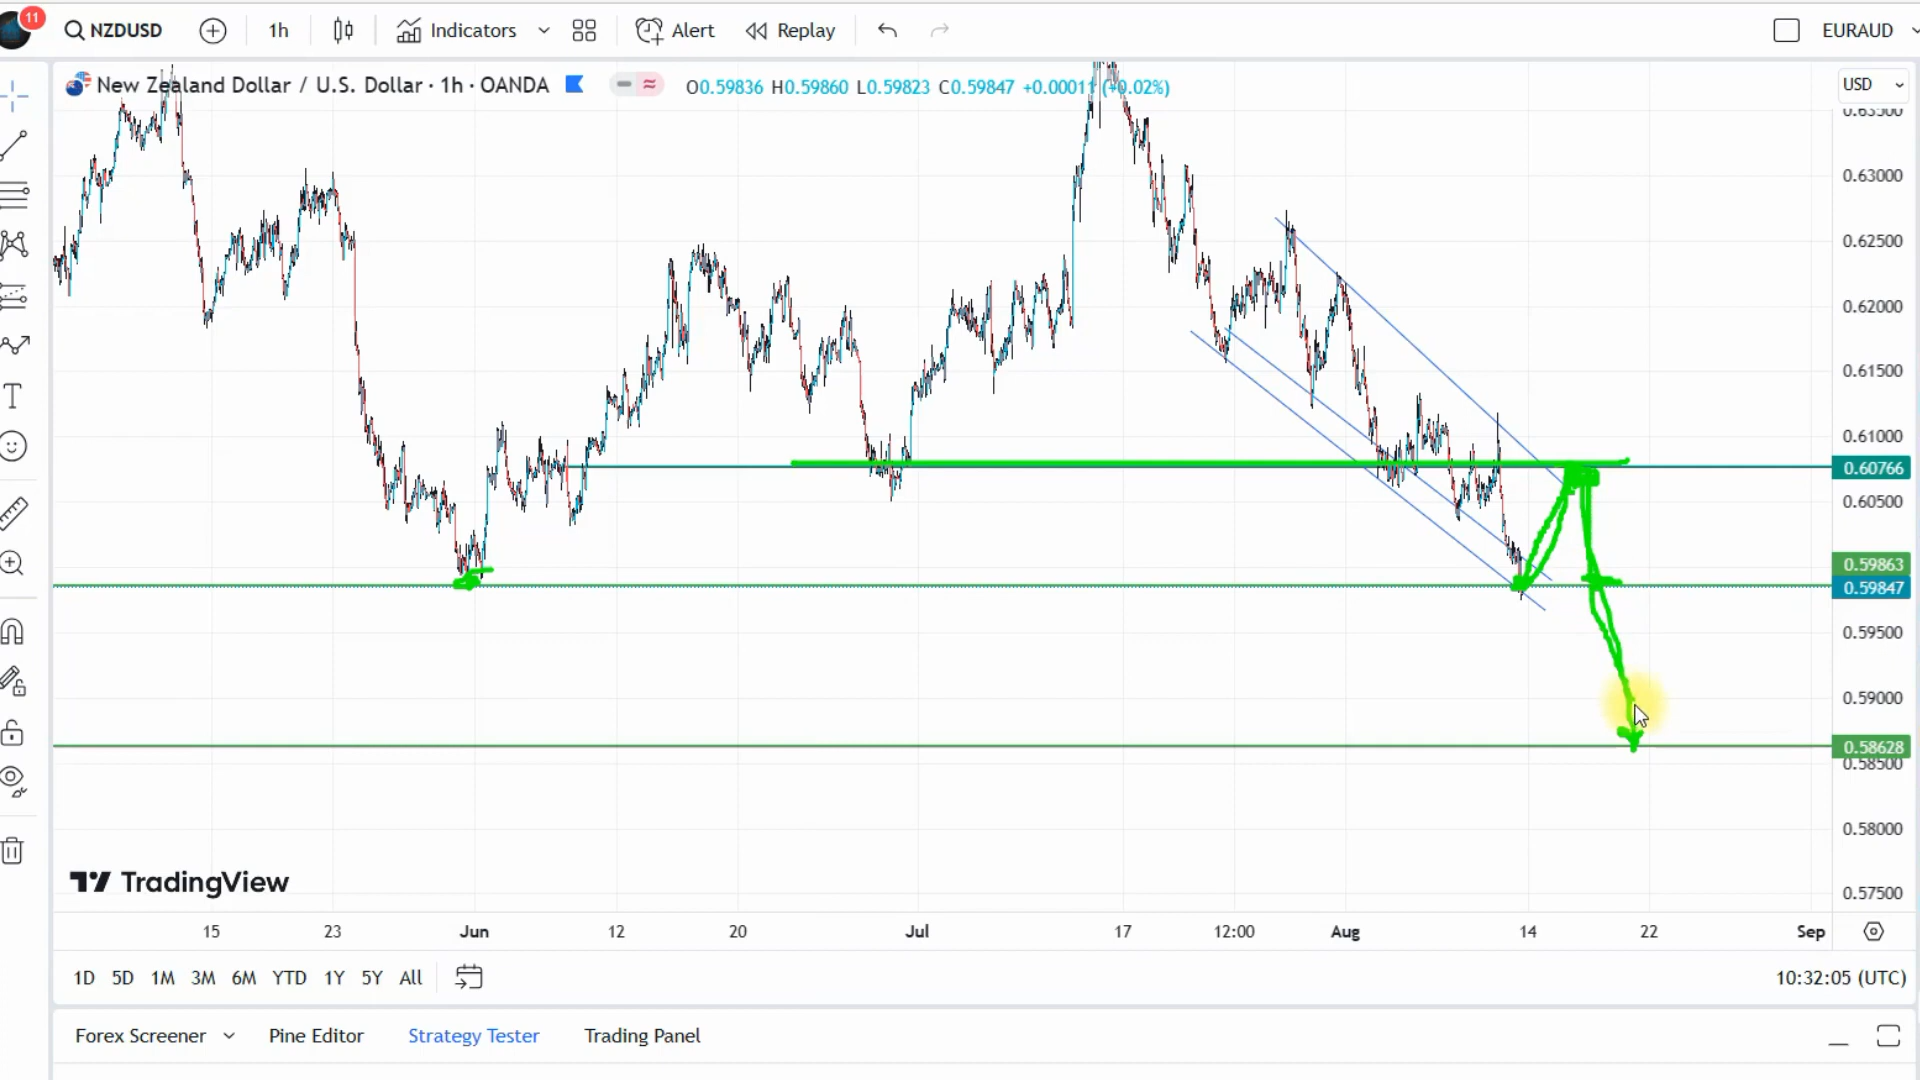 11
NZDUSD
1h
Indicators
Alert
Replay
EURAUD
New Zealand Dollar / U.S. Dollar · 1h · OANDA
O0.59836 H0.59860 L0.59823 C0.59847 +0.00011 (+0.02%)
USD
0.63500
0.63000
0.62500
0.62000
0.61500
0.61000
0.60766
0.60500
0.59863
0.59847
0.59500
0.59000
0.58628
0.58500
0.58000
0.57500
TradingView
15 23 Jun 12 20 Jul 17 12:00 Aug 14 22 Sep
1D 5D 1M 3M 6M YTD 1Y 5Y All
10:32:05 (UTC)
Forex Screener Pine Editor Strategy Tester Trading Panel